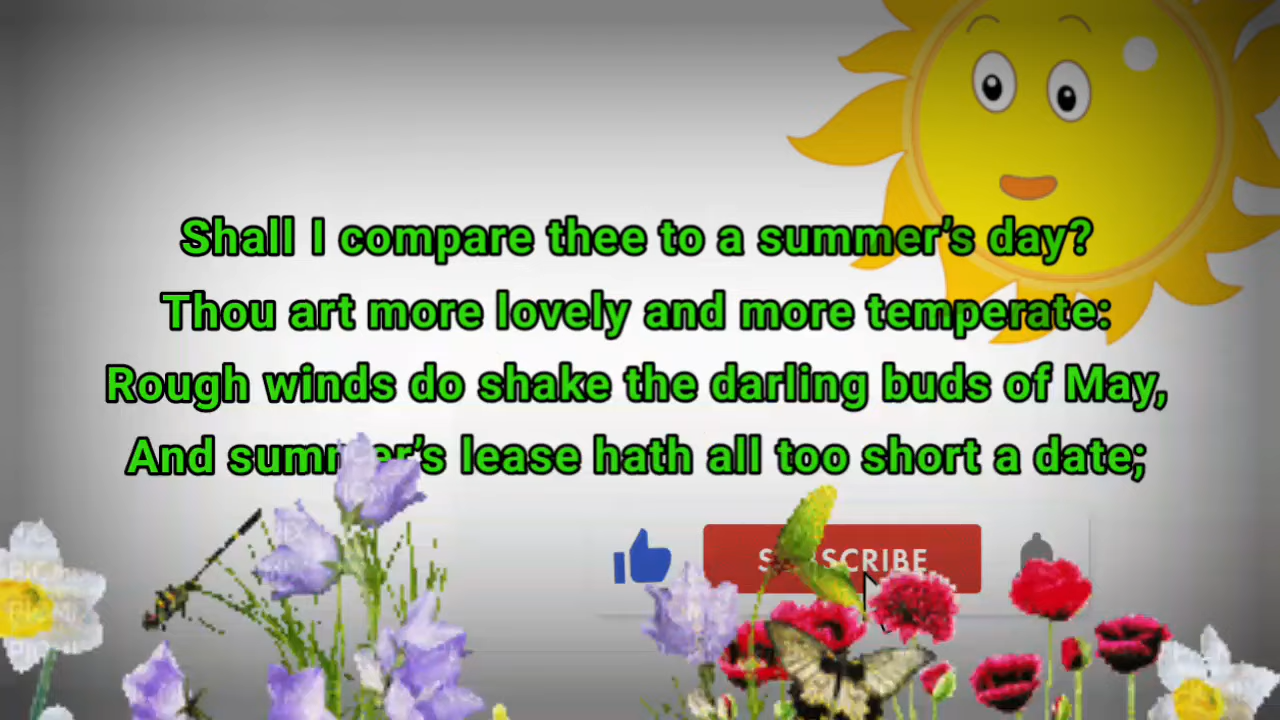 Shall I compare thee to a summer’s day?
Thou art more lovely and more temperate:
Rough winds do shake the darling buds of May,
And summer’s lease hath all too short a date;
SUBSCRIBE